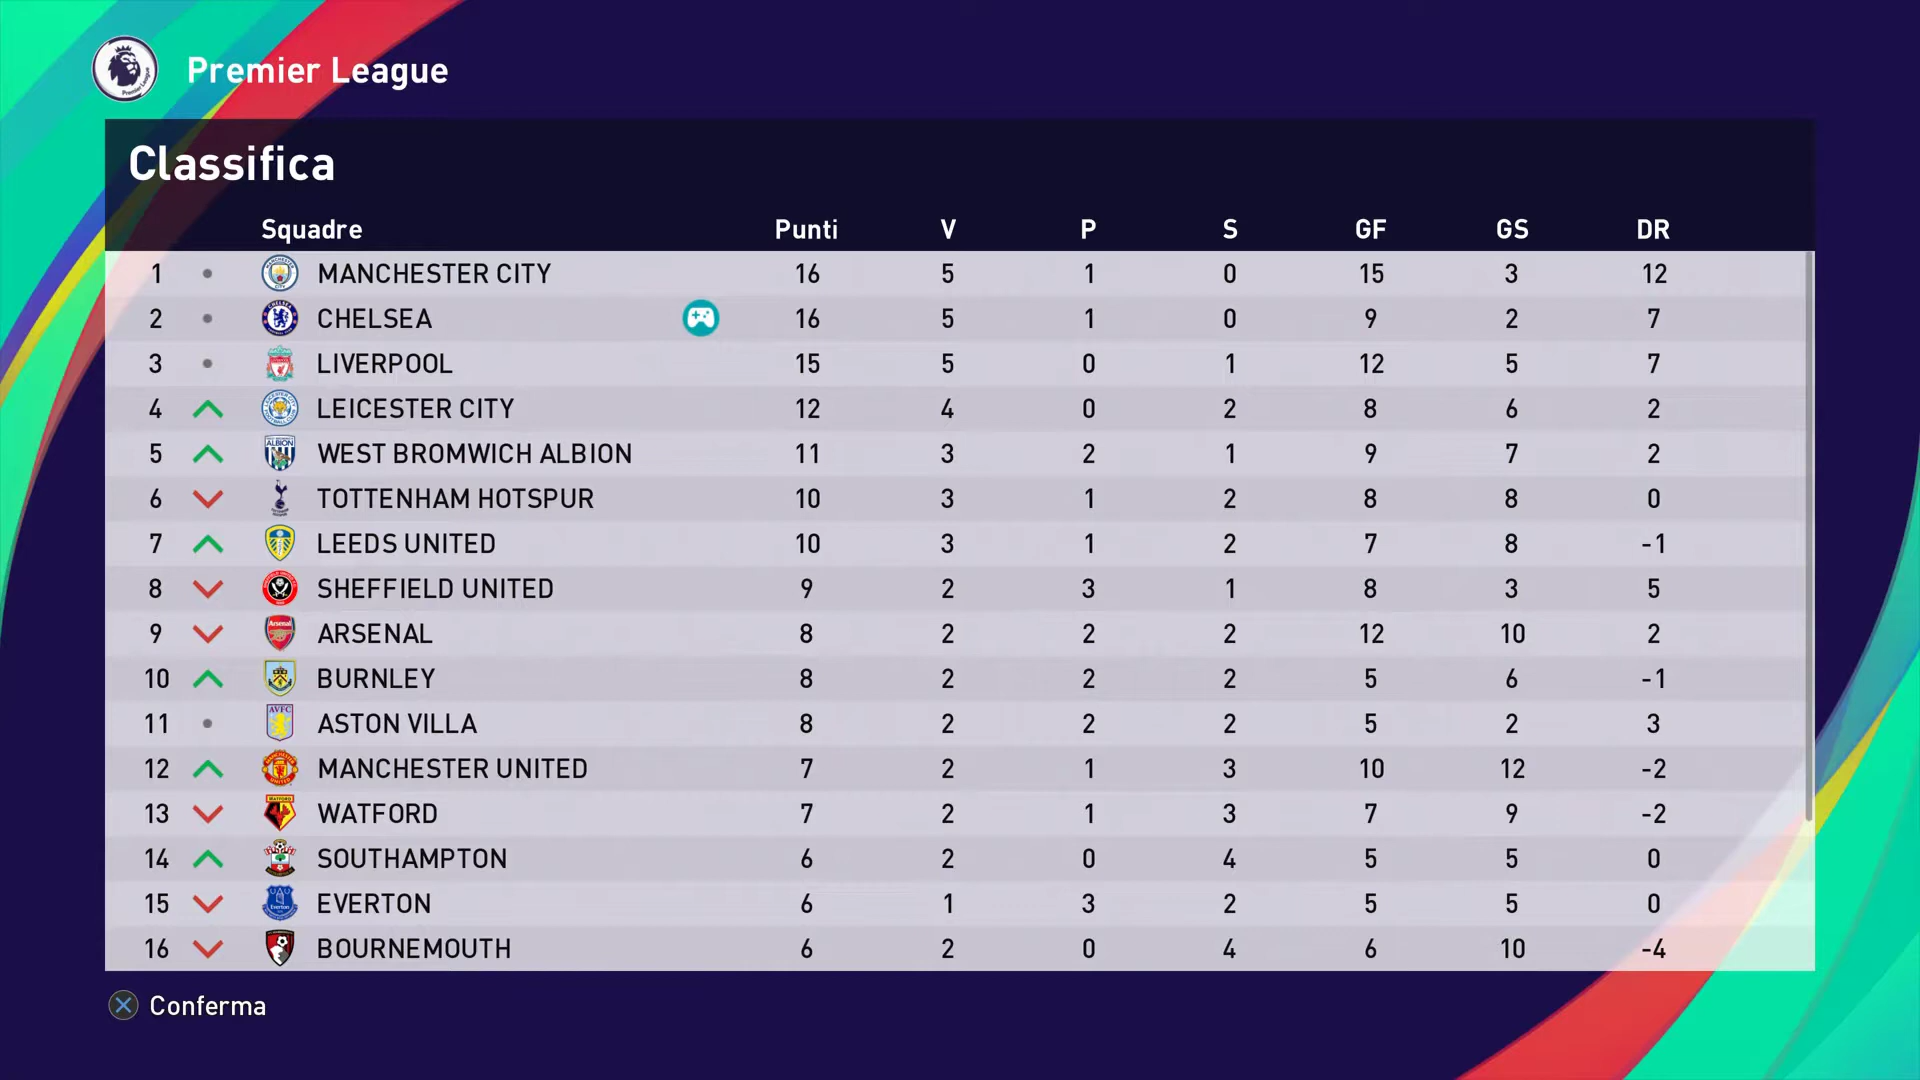 Premier League
Classifica
Squadre Punti V P S GF GS DR
1 MANCHESTER CITY 16 5 1 0 15 3 12
2 CHELSEA 16 5 1 0 9 2 7
3 LIVERPOOL 15 5 0 1 12 5 7
4 LEICESTER CITY 12 4 0 2 8 6 2
5 WEST BROMWICH ALBION 11 3 2 1 9 7 2
6 TOTTENHAM HOTSPUR 10 3 1 2 8 8 0
7 LEEDS UNITED 10 3 1 2 7 8 -1
8 SHEFFIELD UNITED 9 2 3 1 8 3 5
9 ARSENAL 8 2 2 2 12 10 2
10 BURNLEY 8 2 2 2 5 6 -1
11 ASTON VILLA 8 2 2 2 5 2 3
12 MANCHESTER UNITED 7 2 1 3 10 12 -2
13 WATFORD 7 2 1 3 7 9 -2
14 SOUTHAMPTON 6 2 0 4 5 5 0
15 EVERTON 6 1 3 2 5 5 0
16 BOURNEMOUTH 6 2 0 4 6 10 -4
Conferma